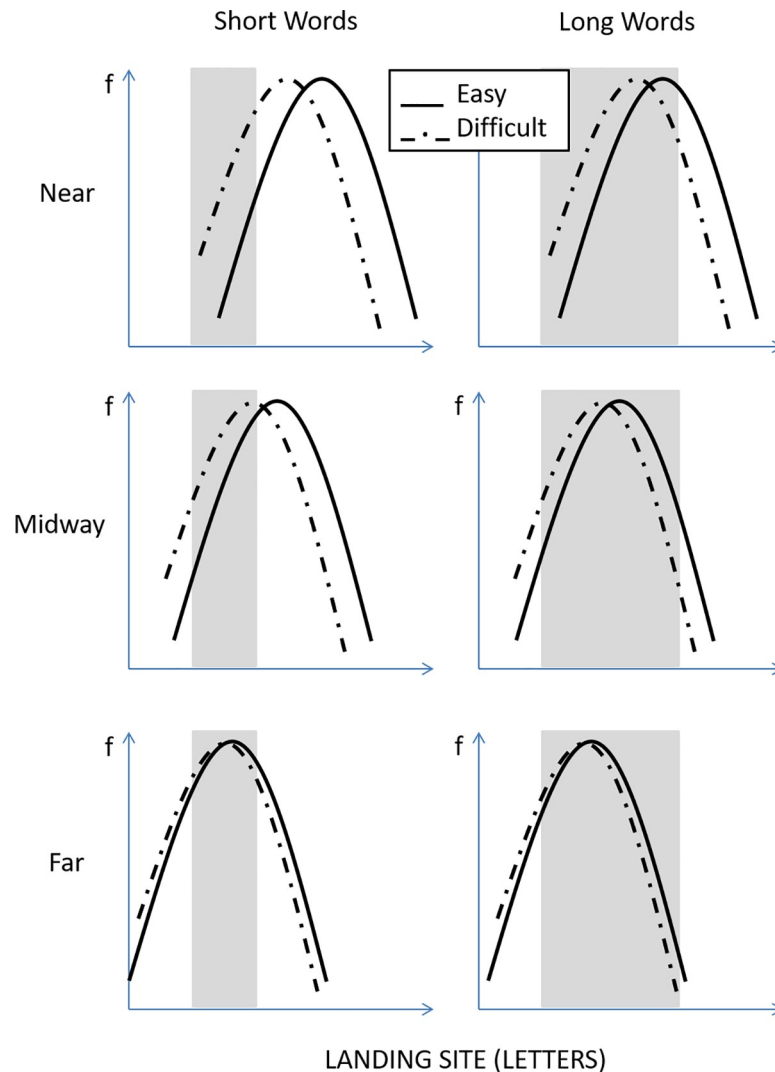 Short Words
Long Words
f
Easy
Difficult
Near
f
f
Midway
f
f
Far
LANDING SITE (LETTERS)